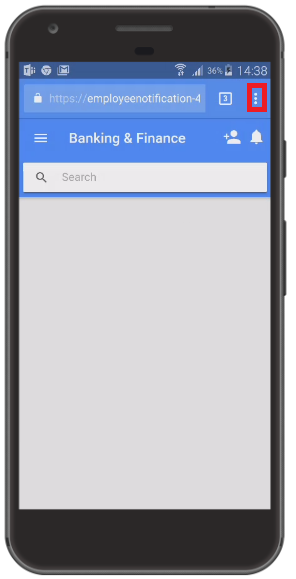 36% 14:38
https://employeenotification-4
3
Banking & Finance
Search